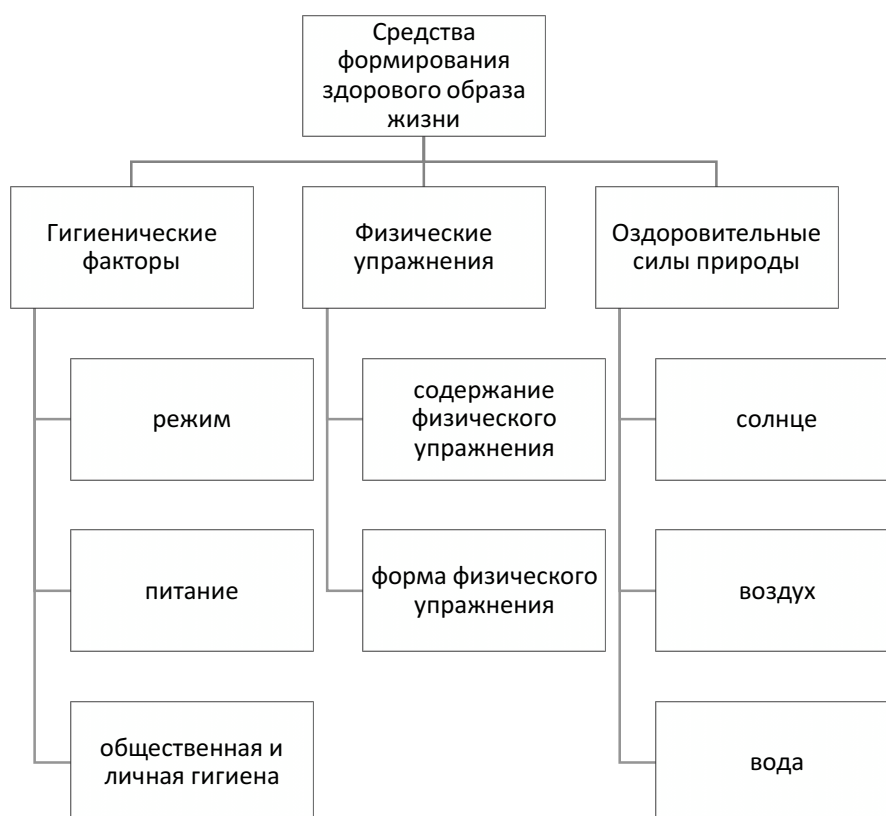 Средства
формирования
здорового образа
жизни
Гигиенические
факторы
Физические
упражнения
Оздоровительные
силы природы
режим
содержание
физического
упражнения
солнце
питание
форма физического
упражнения
воздух
общественная и
личная гигиена
вода